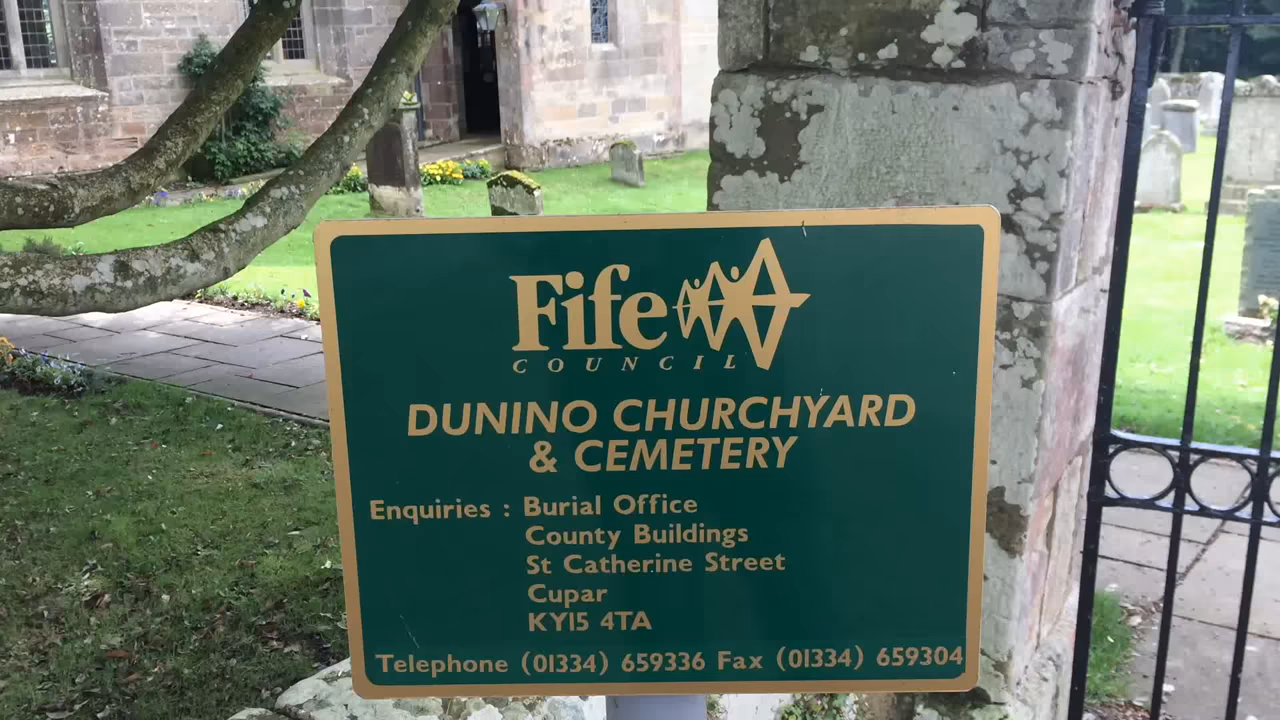 Fife
COUNCIL
DUNINO CHURCHYARD
& CEMETERY
Enquiries : Burial Office
County Buildings
St Catherine Street
Cupar
KY15 4TA
Telephone (01334) 659336 Fax (01334) 659304